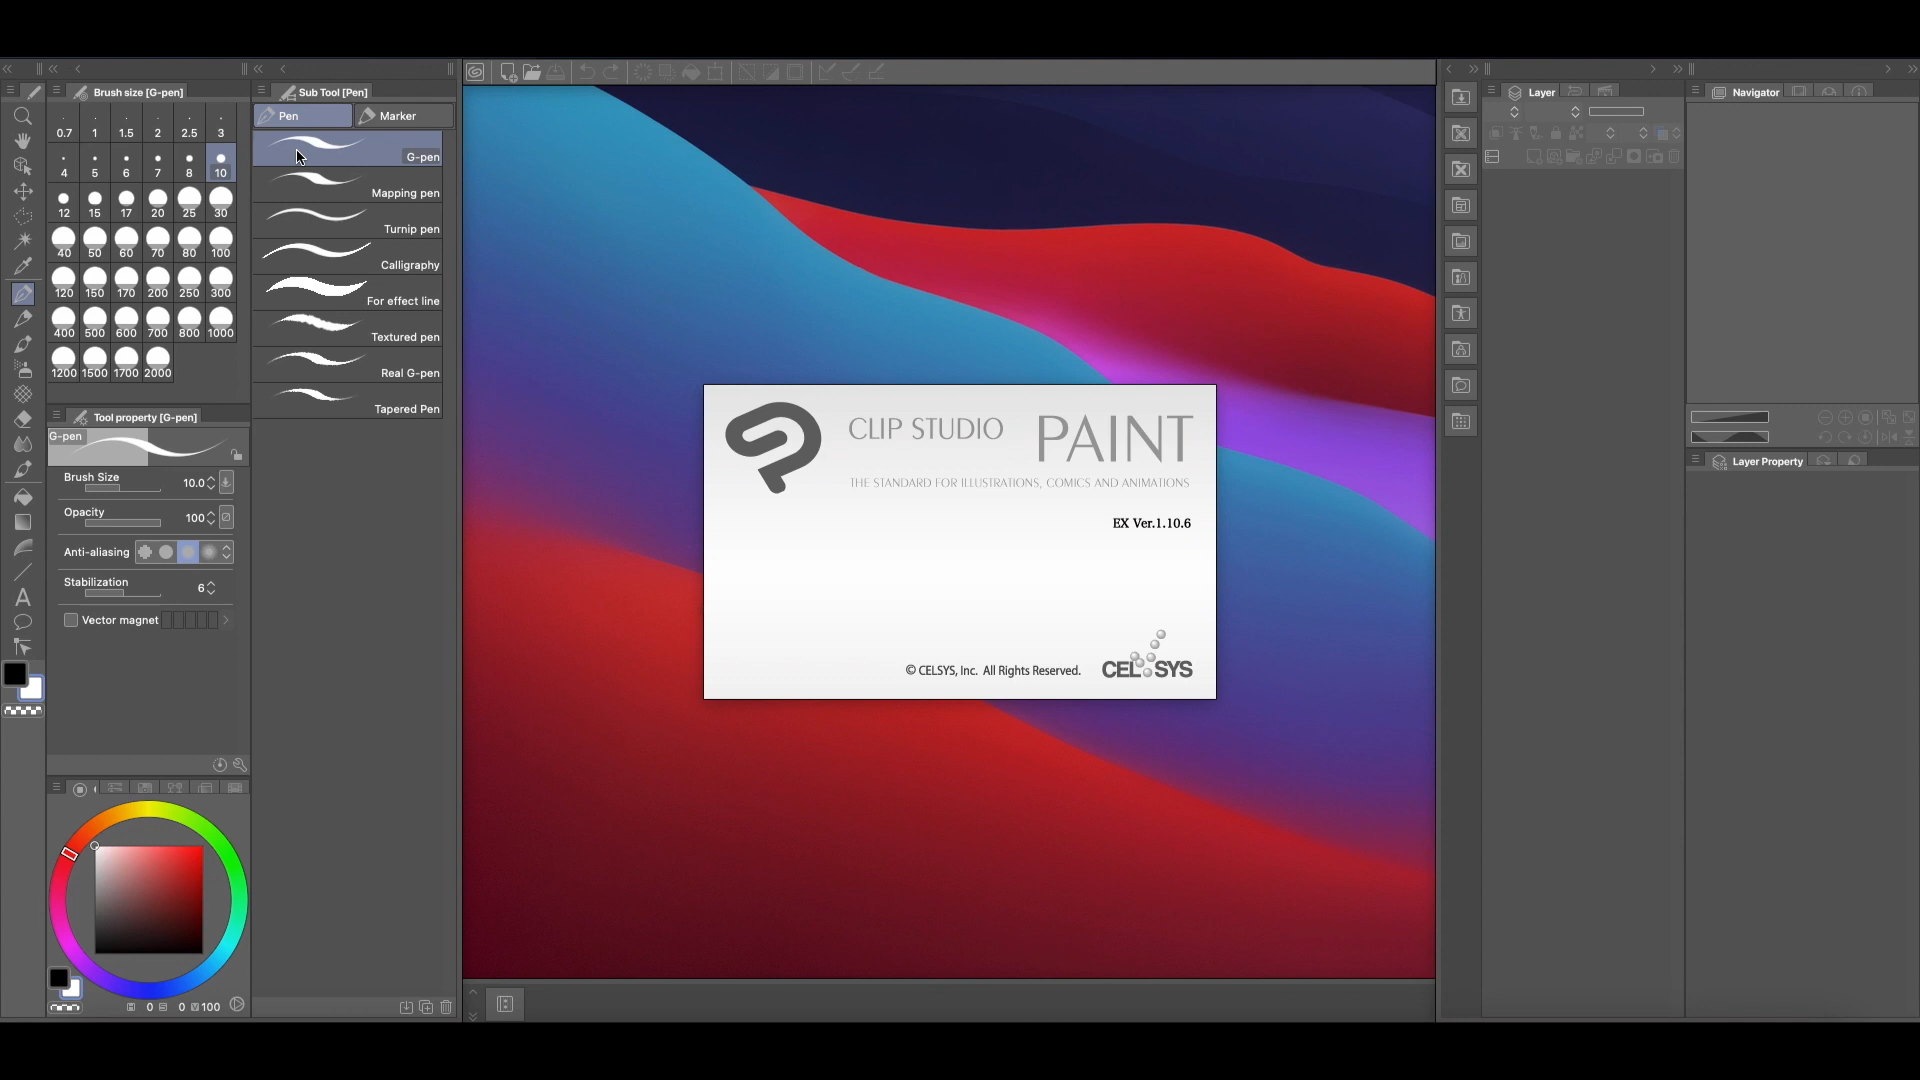 Brush size [G-pen]
0.7 1 1.5 2 2.5 3
4 5 6 7 8 10
12 15 17 20 25 30
40 50 60 70 80 100
120 150 170 200 250 300
400 500 600 700 800 1000
1200 1500 1700 2000
Tool property [G-pen]
G-pen
Brush Size 10.0
Opacity 100
Anti-aliasing
Stabilization 6
Vector magnet
0 0 100
Sub Tool [Pen]
Pen Marker
G-pen
Mapping pen
Turnip pen
Calligraphy
For effect line
Textured pen
Real G-pen
Tapered Pen
CLIP STUDIO PAINT
THE STANDARD FOR ILLUSTRATIONS, COMICS AND ANIMATIONS
EX Ver.1.10.6
© CELSYS, Inc. All Rights Reserved.
CELSYS
Layer
Navigator
Layer Property